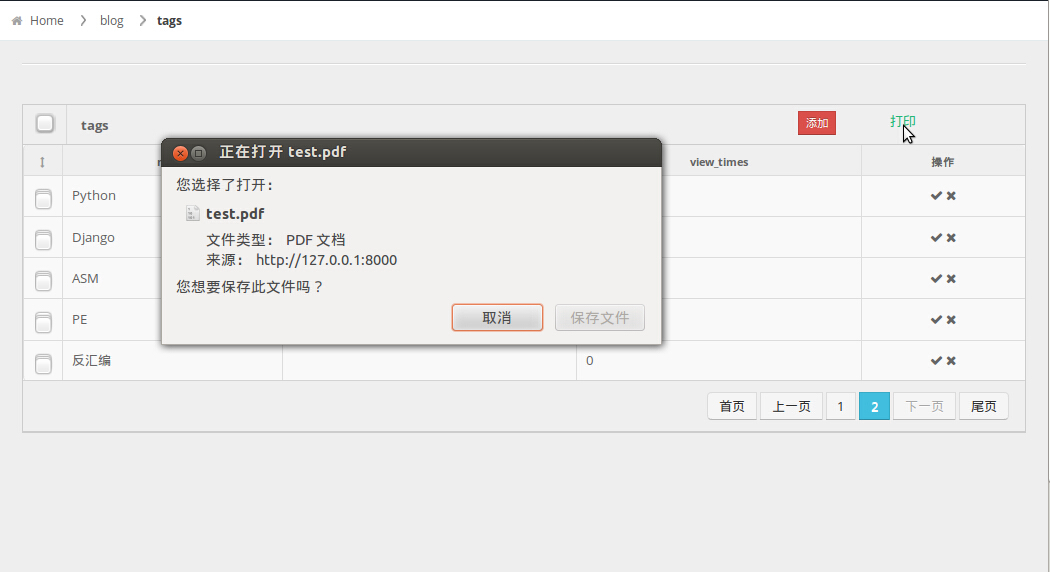 Home blog tags
tags 添加 打印
view_times 操作
正在打开 test.pdf
您选择了打开：
test.pdf
文件类型： PDF 文档
来源： http://127.0.0.1:8000
您想要保存此文件吗？
取消 保存文件
Python
Django
ASM
PE
反汇编 0
首页 上一页 1 2 下一页 尾页